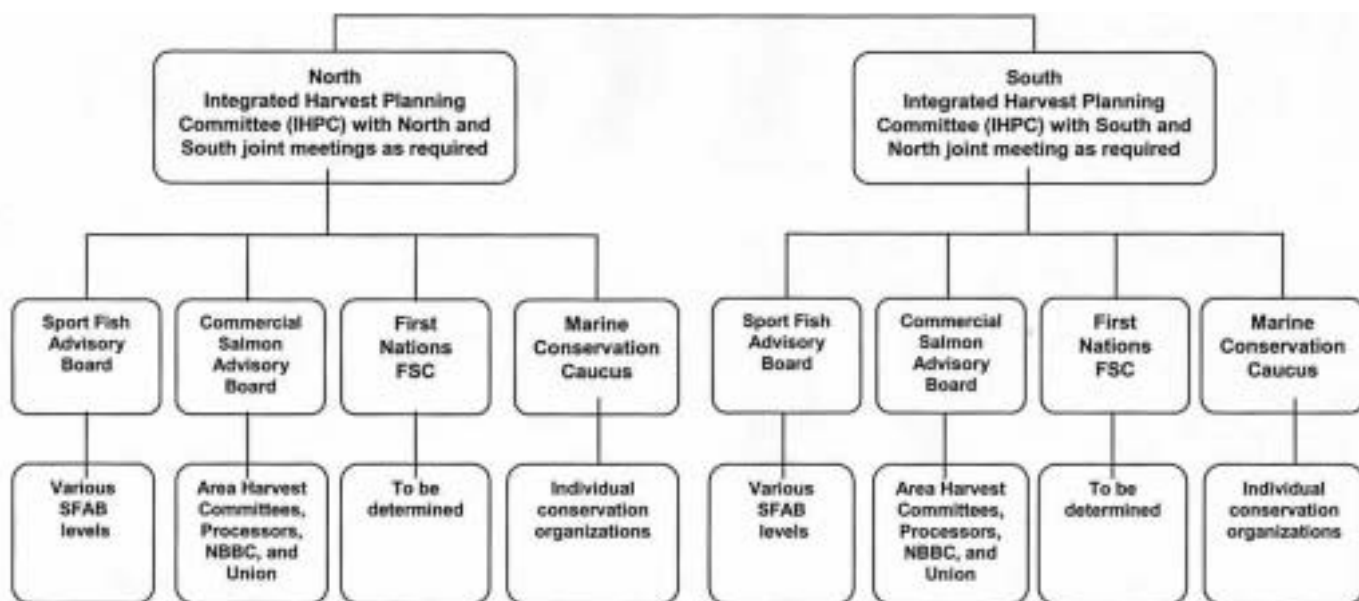 North
Integrated Harvest Planning
Committee (IHPC) with North and
South joint meetings as required
South
Integrated Harvest Planning
Committee (IHPC) with South and
North joint meeting as required
Sport Fish
Advisory
Board
Commercial
Salmon
Advisory
Board
First
Nations
FSC
Marine
Conservation
Caucus
Sport Fish
Advisory
Board
Commercial
Salmon
Advisory
Board
First
Nations
FSC
Marine
Conservation
Caucus
Various
SFAB
levels
Area Harvest
Committees,
Processors,
NBBC, and
Union
To be
determined
Individual
conservation
organizations
Various
SFAB
levels
Area Harvest
Committees,
Processors,
NBBC, and
Union
To be
determined
Individual
conservation
organizations